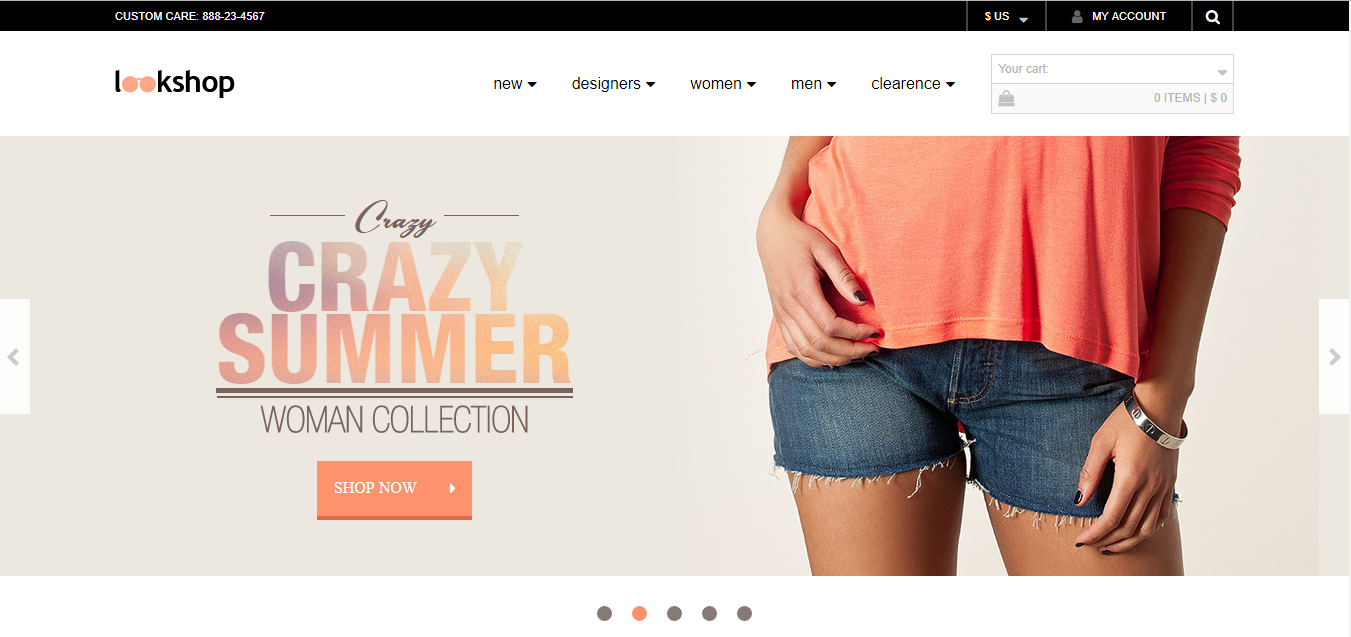 CUSTOM CARE: 888-23-4567
$ US
MY ACCOUNT
lookshop
new
designers
women
men
clearence
Your cart:
0 ITEMS | $ 0
Crazy
CRAZY
SUMMER
WOMAN COLLECTION
SHOP NOW